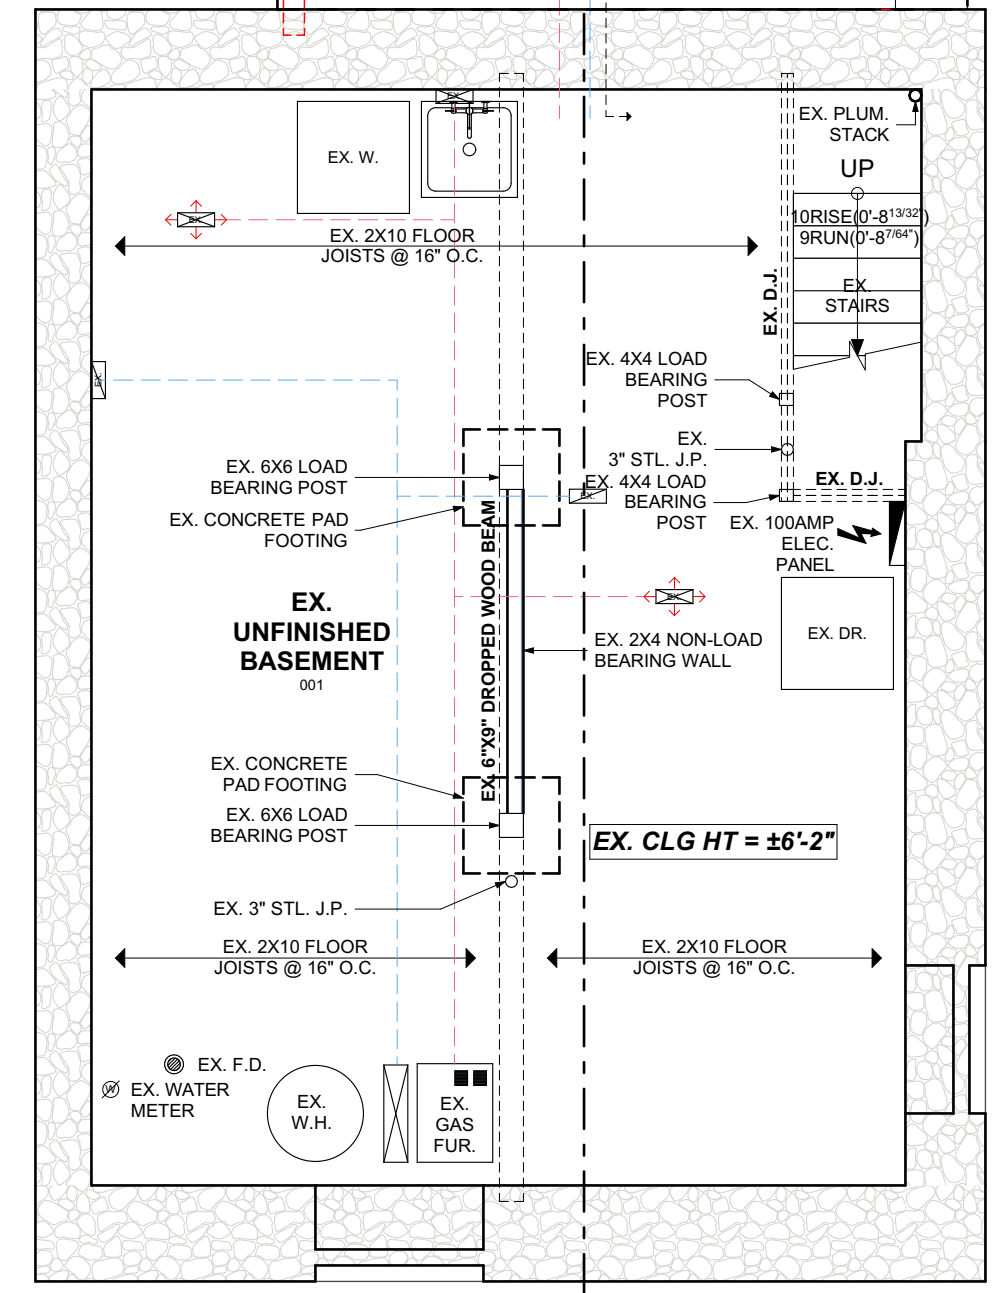 EX.
EX. PLUM.
STACK
EX. W.
UP
EX.
10RISE(0'-8 13/32")
9RUN(0'-8 7/64")
EX. 2X10 FLOOR
JOISTS @ 16" O.C.
EX. D.J.
EX.
STAIRS
EX.
EX. 4X4 LOAD
BEARING
POST
EX.
3" STL. J.P.
EX. 6X6 LOAD
BEARING POST
EX. 4X4 LOAD
BEARING
POST
EX. D.J.
EX.
EX. CONCRETE PAD
FOOTING
EX. 100AMP
ELEC.
PANEL
EX. 6"X9" DROPPED WOOD BEAM
EX.
EX.
UNFINISHED
BASEMENT
001
EX. 2X4 NON-LOAD
BEARING WALL
EX. DR.
EX. CONCRETE
PAD FOOTING
EX. 6X6 LOAD
BEARING POST
EX. CLG HT = ±6'-2"
EX. 3" STL. J.P.
EX. 2X10 FLOOR
JOISTS @ 16" O.C.
EX. 2X10 FLOOR
JOISTS @ 16" O.C.
EX. F.D.
W
EX. WATER
METER
EX.
W.H.
EX.
GAS
FUR.